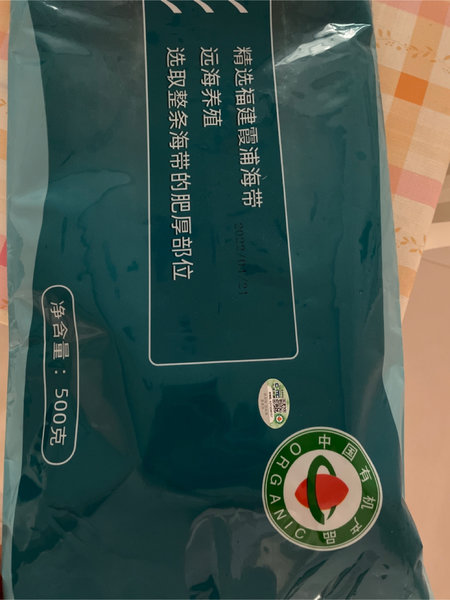 精选福建霞浦海带
远海养殖
选取整条海带的肥厚部位
净含量：500克
中国有机产品
ORGANIC